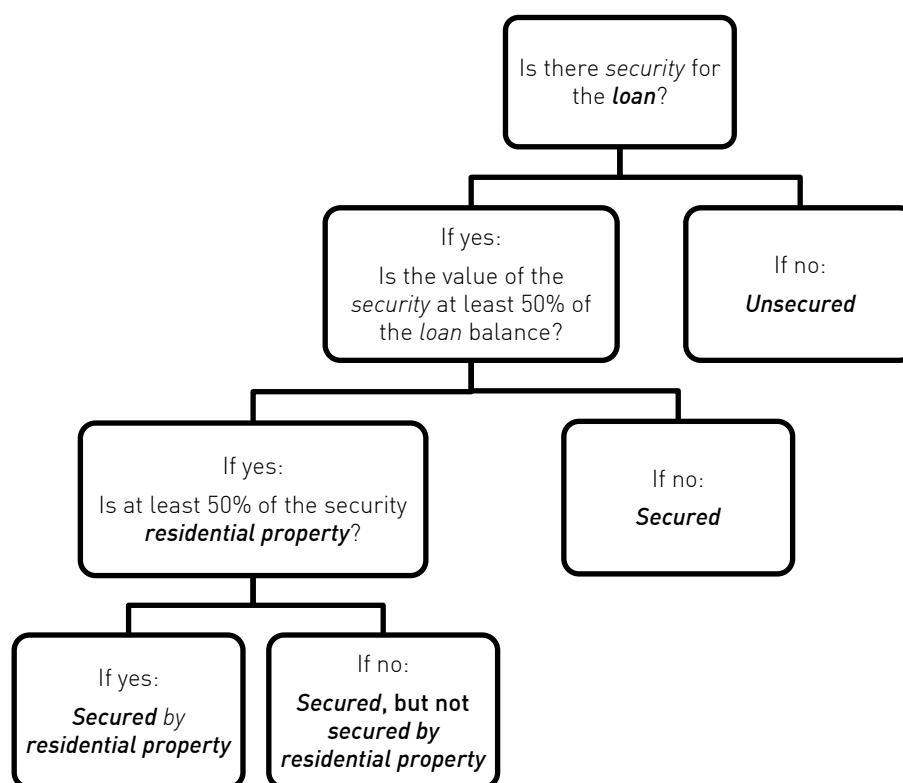 Is there security for
the loan?
If yes:
Is the value of the
security at least 50% of
the loan balance?
If no:
Unsecured
If yes:
Is at least 50% of the security
residential property?
If no:
Secured
If yes:
Secured by
residential property
If no:
Secured, but not
secured by
residential property